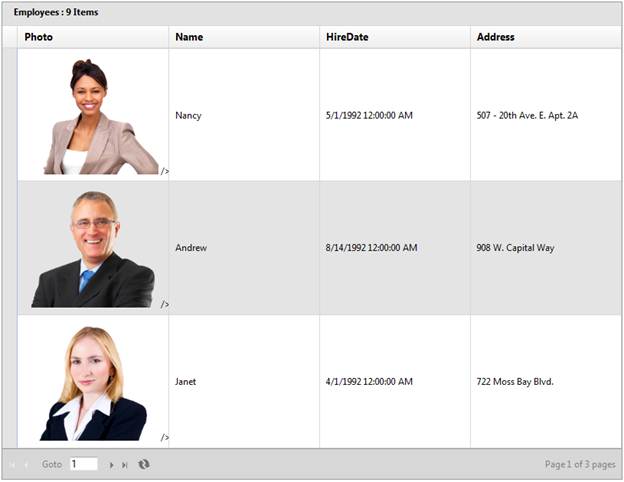 Employees : 9 Items
Photo Name HireDate Address
/> Nancy 5/1/1992 12:00:00 AM 507 - 20th Ave. E. Apt. 2A
/> Andrew 8/14/1992 12:00:00 AM 908 W. Capital Way
/> Janet 4/1/1992 12:00:00 AM 722 Moss Bay Blvd.
Goto 1 Page 1 of 3 pages